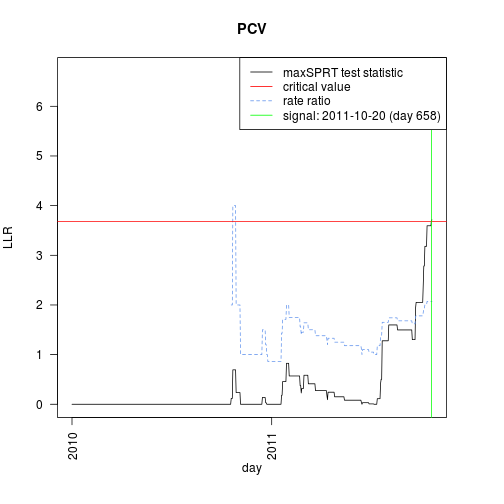 PCV
maxSPRT test statistic
critical value
rate ratio
signal: 2011-10-20 (day 658)
6
5
4
3
2
1
0
LLR
2010
2011
day